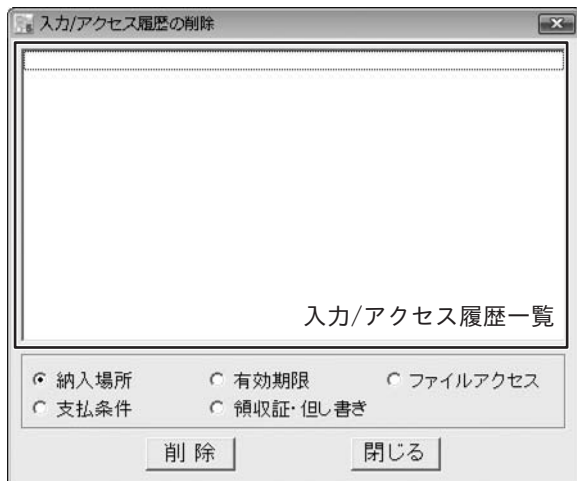 入力/アクセス履歴の削除
入力/アクセス履歴一覧
納入場所 有効期限 ファイルアクセス
支払条件 領収証・但し書き
削除 閉じる